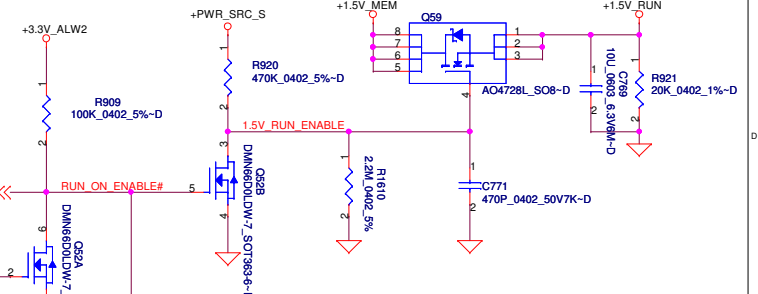 +1.5V_MEM
+1.5V_RUN
+PWR_SRC_S
Q59
+3.3V_ALW2
8
7
6
5
1
2
3
4
AO4728L_SO8~D
1
R920
470K_0402_5%~D
2
1
C769
10U_0603_6.3V6M~D
2
1
R921
20K_0402_1%~D
2
1
R909
100K_0402_5%~D
2
1.5V_RUN_ENABLE
D
3
Q52B
DMN66D0LDW-7_SOT363-6~
5
4
1
R1610
2.2M_0402_5%
2
1
C771
470P_0402_50V7K~D
2
RUN_ON_ENABLE#
6
Q52A
DMN66D0LDW-7_
2